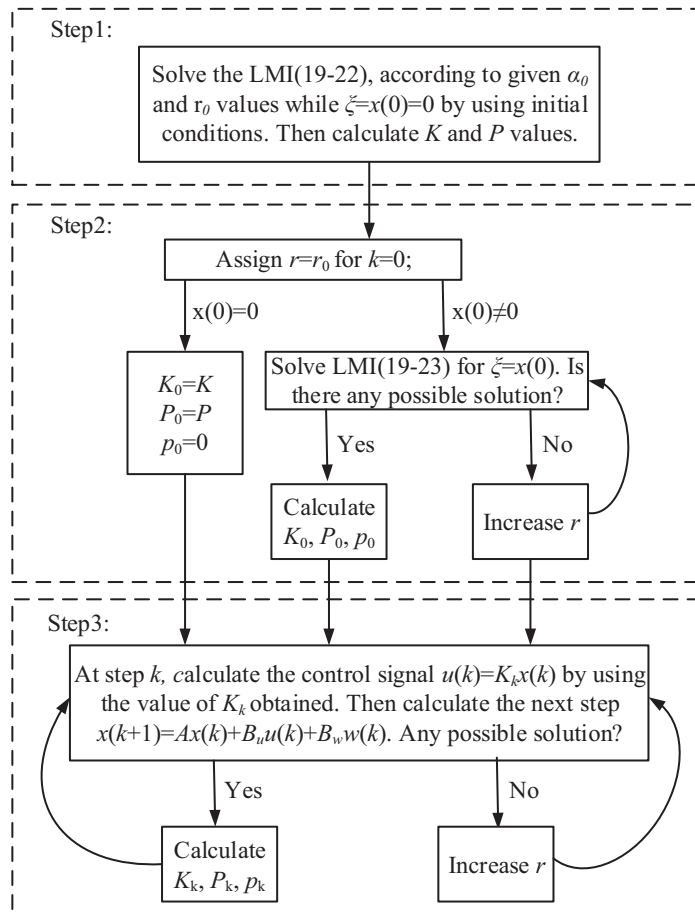 Step1:
Solve the LMI(19-22), according to given α₀
and r₀ values while ξ=x(0)=0 by using initial
conditions. Then calculate K and P values.
Step2:
Assign r=r₀ for k=0;
x(0)=0
x(0)≠0
K₀=K
P₀=P
p₀=0
Solve LMI(19-23) for ξ=x(0). Is
there any possible solution?
Yes
No
Calculate
K₀, P₀, p₀
Increase r
Step3:
At step k, calculate the control signal u(k)=Kₖx(k) by using
the value of Kₖ obtained. Then calculate the next step
x(k+1)=Ax(k)+Bᵤu(k)+B_w w(k). Any possible solution?
Yes
No
Calculate
Kₖ, Pₖ, pₖ
Increase r